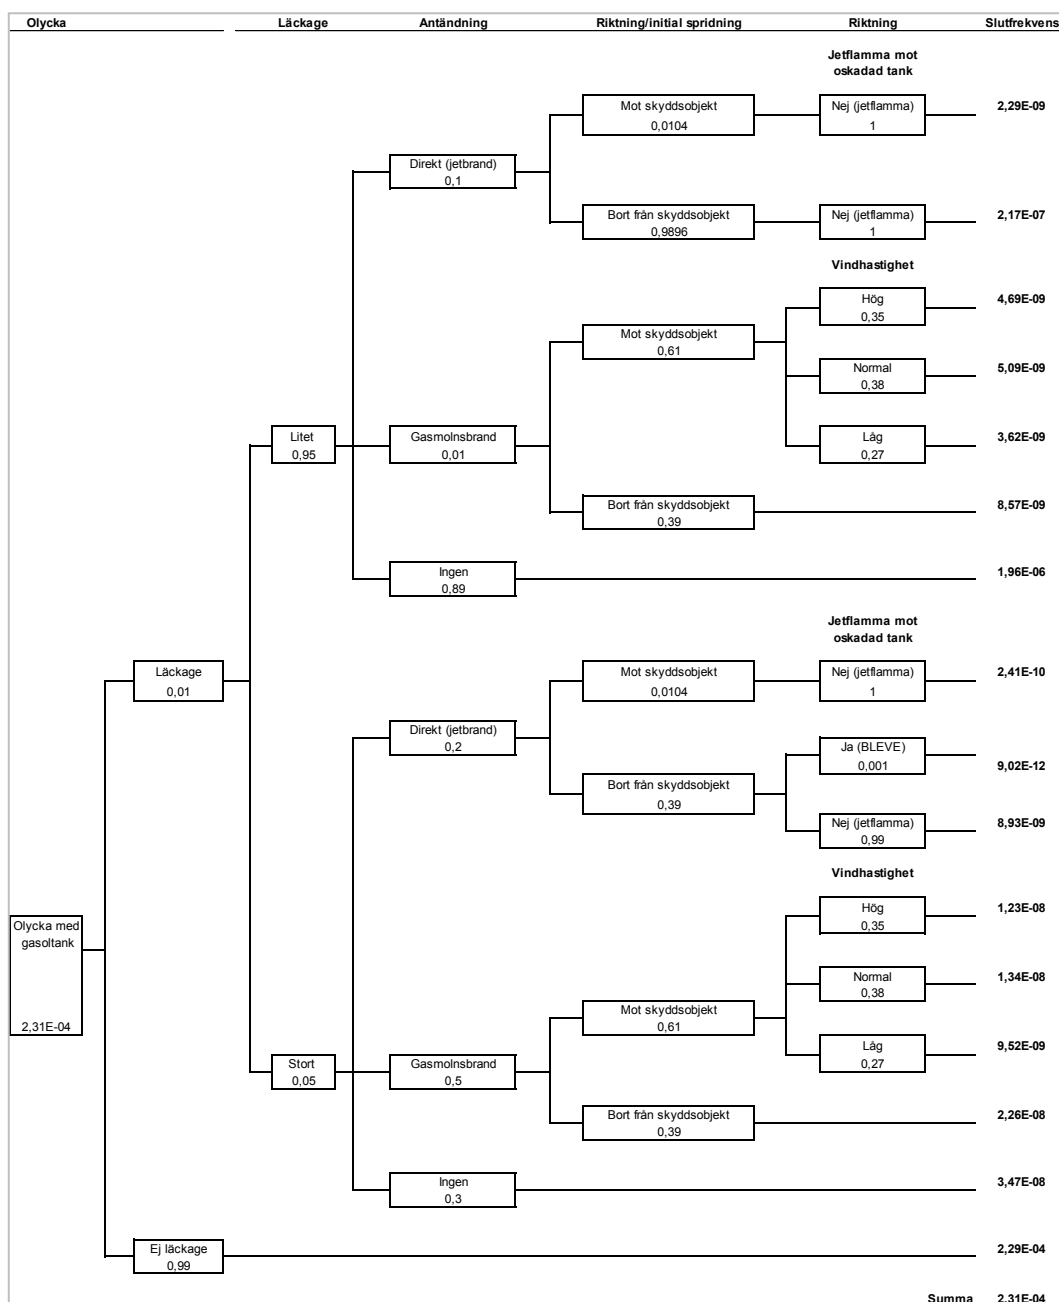 Olycka Läckage Antändning Riktning/initial spridning Riktning Slutfrekvens
Jetflamma mot
oskadad tank
Mot skyddsobjekt
0,0104
Nej (jetflamma)
1
2,29E-09
Direkt (jetbrand)
0,1
Bort från skyddsobjekt
0,9896
Nej (jetflamma)
1
2,17E-07
Vindhastighet
Hög
0,35
4,69E-09
Mot skyddsobjekt
0,61
Normal
0,38
5,09E-09
Litet
0,95
Gasmolnsbrand
0,01
Låg
0,27
3,62E-09
Bort från skyddsobjekt
0,39
8,57E-09
Ingen
0,89
1,96E-06
Jetflamma mot
oskadad tank
Läckage
0,01
Mot skyddsobjekt
0,0104
Nej (jetflamma)
1
2,41E-10
Direkt (jetbrand)
0,2
Ja (BLEVE)
0,001
9,02E-12
Bort från skyddsobjekt
0,39
Nej (jetflamma)
0,99
8,93E-09
Vindhastighet
Olycka med
gasoltank
2,31E-04
Hög
0,35
1,23E-08
Normal
0,38
1,34E-08
Mot skyddsobjekt
0,61
Låg
0,27
9,52E-09
Stort
0,05
Gasmolnsbrand
0,5
Bort från skyddsobjekt
0,39
2,26E-08
Ingen
0,3
3,47E-08
Ej läckage
0,99
2,29E-04
Summa 2,31E-04